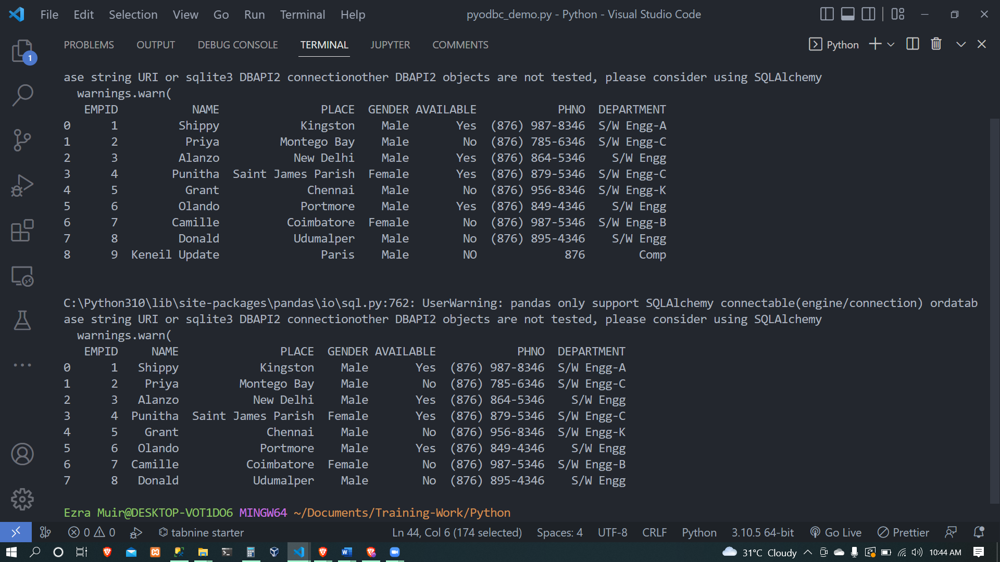 File Edit Selection View Go Run Terminal Help pyodbc_demo.py - Python - Visual Studio Code
PROBLEMS OUTPUT DEBUG CONSOLE TERMINAL JUPYTER COMMENTS Python
1
ase string URI or sqlite3 DBAPI2 connectionother DBAPI2 objects are not tested, please consider using SQLAlchemy
warnings.warn(
EMPID NAME PLACE GENDER AVAILABLE PHNO DEPARTMENT
0 1 Shippy Kingston Male Yes (876) 987-8346 S/W Engg-A
1 2 Priya Montego Bay Male No (876) 785-6346 S/W Engg-C
2 3 Alanzo New Delhi Male Yes (876) 864-5346 S/W Engg
3 4 Punitha Saint James Parish Female Yes (876) 879-5346 S/W Engg-C
4 5 Grant Chennai Male No (876) 956-8346 S/W Engg-K
5 6 Olando Portmore Male Yes (876) 849-4346 S/W Engg
6 7 Camille Coimbatore Female No (876) 987-5346 S/W Engg-B
7 8 Donald Udumalper Male No (876) 895-4346 S/W Engg
8 9 Keneil Update Paris Male NO 876 Comp
C:\Python310\lib\site-packages\pandas\io\sql.py:762: UserWarning: pandas only support SQLAlchemy connectable(engine/connection) ordatab
ase string URI or sqlite3 DBAPI2 connectionother DBAPI2 objects are not tested, please consider using SQLAlchemy
warnings.warn(
EMPID NAME PLACE GENDER AVAILABLE PHNO DEPARTMENT
0 1 Shippy Kingston Male Yes (876) 987-8346 S/W Engg-A
1 2 Priya Montego Bay Male No (876) 785-6346 S/W Engg-C
2 3 Alanzo New Delhi Male Yes (876) 864-5346 S/W Engg
3 4 Punitha Saint James Parish Female Yes (876) 879-5346 S/W Engg-C
4 5 Grant Chennai Male No (876) 956-8346 S/W Engg-K
5 6 Olando Portmore Male Yes (876) 849-4346 S/W Engg
6 7 Camille Coimbatore Female No (876) 987-5346 S/W Engg-B
7 8 Donald Udumalper Male No (876) 895-4346 S/W Engg
Ezra Muir@DESKTOP-VOT1DO6 MINGW64 ~/Documents/Training-Work/Python
0 0 tabnine starter Ln 44, Col 6 (174 selected) Spaces: 4 UTF-8 CRLF Python 3.10.5 64-bit Go Live Prettier
31°C Cloudy 10:44 AM